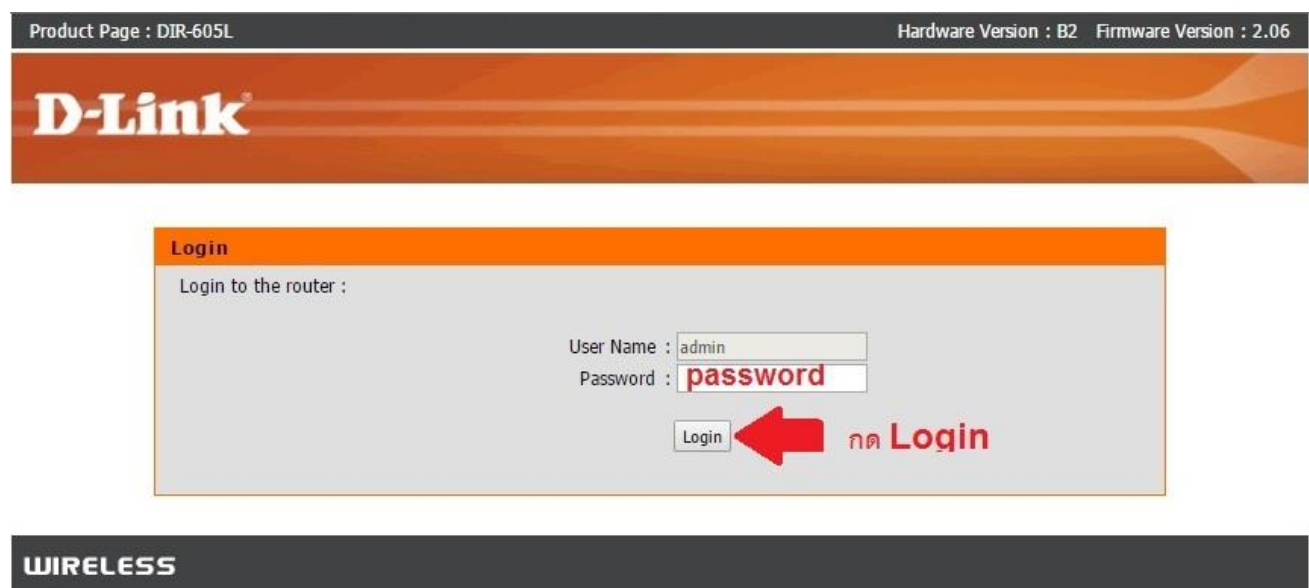 Product Page : DIR-605L Hardware Version : B2 Firmware Version : 2.06
D-Link
Login
Login to the router :
User Name : admin
Password : password
Login กด Login
WIRELESS